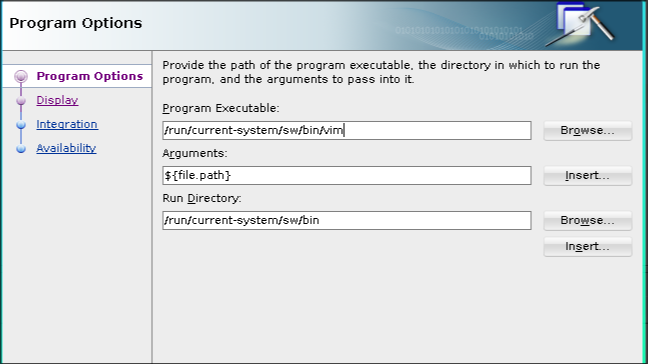 Program Options
Program Options
Display
Integration
Availability
Provide the path of the program executable, the directory in which to run the
program, and the arguments to pass into it.
Program Executable:
/run/current-system/sw/bin/vim
Browse...
Arguments:
${file.path}
Insert...
Run Directory:
/run/current-system/sw/bin
Browse...
Insert...